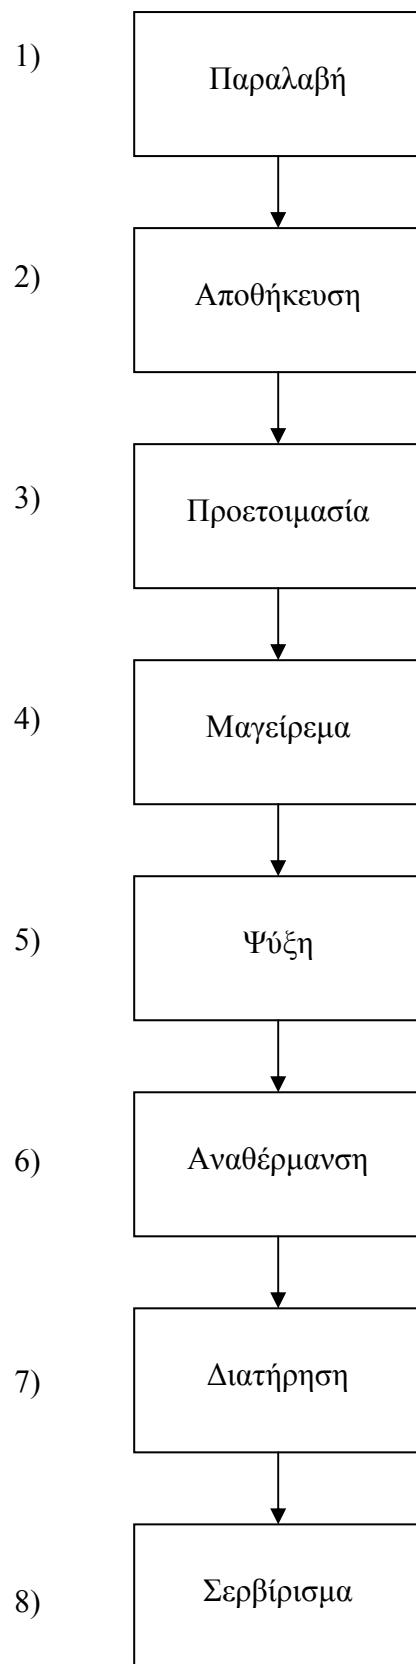 1) Παραλαβή
2) Αποθήκευση
3) Προετοιμασία
4) Μαγείρεμα
5) Ψύξη
6) Αναθέρμανση
7) Διατήρηση
8) Σερβίρισμα